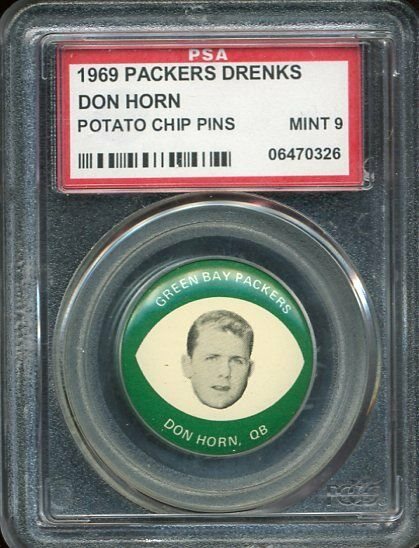 PSA
1969 PACKERS DRENKS
DON HORN
POTATO CHIP PINS MINT 9
06470326
GREEN BAY PACKERS
DON HORN, QB